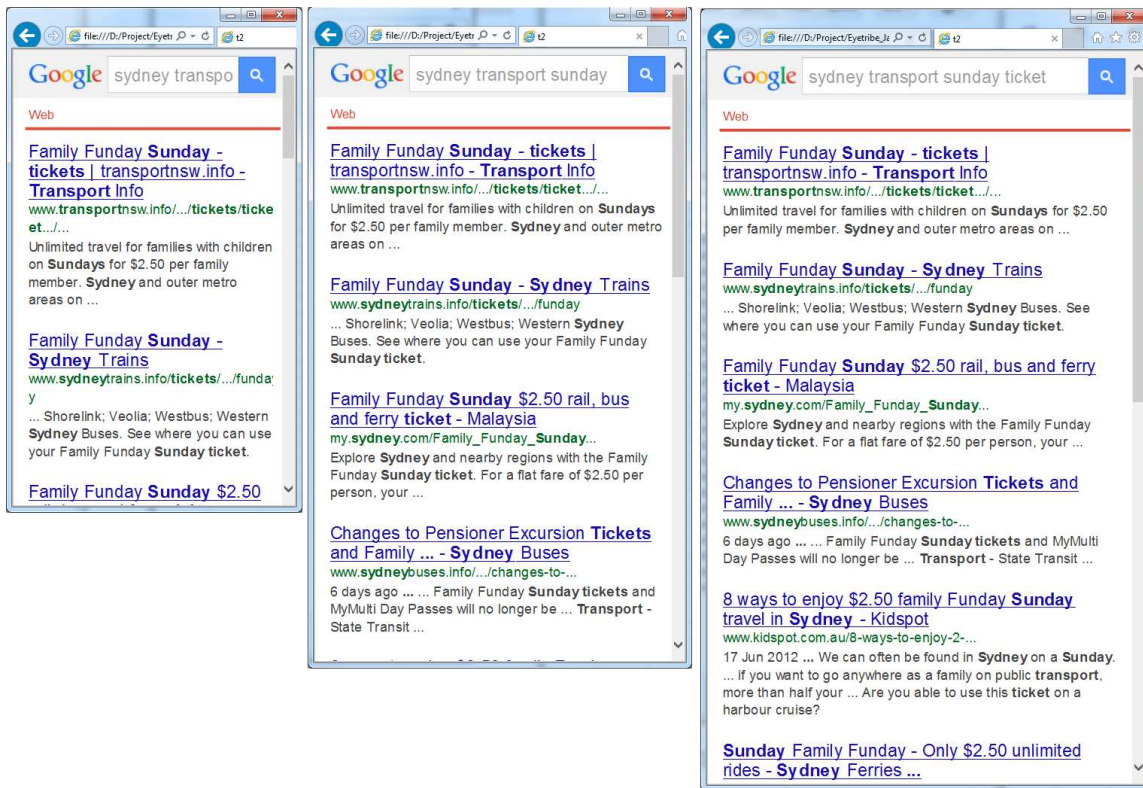 file:///D:/Project/Eyetr
t2
Google
sydney transpo
Web
Family Funday Sunday -
tickets | transportnsw.info -
Transport Info
www.transportnsw.info/.../tickets/ticke
et.../...
Unlimited travel for families with children
on Sundays for $2.50 per family
member. Sydney and outer metro
areas on ...
Family Funday Sunday -
Sydney Trains
www.sydneytrains.info/tickets/.../funda
y
... Shorelink; Veolia; Westbus; Western
Sydney Buses. See where you can use
your Family Funday Sunday ticket.
Family Funday Sunday $2.50
file:///D:/Project/Eyetr
t2
Google
sydney transport sunday
Web
Family Funday Sunday - tickets |
transportnsw.info - Transport Info
www.transportnsw.info/.../tickets/ticket.../...
Unlimited travel for families with children on Sundays
for $2.50 per family member. Sydney and outer metro
areas on ...
Family Funday Sunday - Sydney Trains
www.sydneytrains.info/tickets/.../funday
... Shorelink; Veolia; Westbus; Western Sydney
Buses. See where you can use your Family Funday
Sunday ticket.
Family Funday Sunday $2.50 rail, bus
and ferry ticket - Malaysia
my.sydney.com/Family_Funday_Sunday...
Explore Sydney and nearby regions with the Family
Funday Sunday ticket. For a flat fare of $2.50 per
person, your ...
Changes to Pensioner Excursion Tickets
and Family ... - Sydney Buses
www.sydneybuses.info/.../changes-to-...
6 days ago ... ... Family Funday Sunday tickets and
MyMulti Day Passes will no longer be ... Transport -
State Transit ...
file:///D:/Project/Eyetribe_Ja
t2
Google
sydney transport sunday ticket
Web
Family Funday Sunday - tickets |
transportnsw.info - Transport Info
www.transportnsw.info/.../tickets/ticket.../...
Unlimited travel for families with children on Sundays for $2.50
per family member. Sydney and outer metro areas on ...
Family Funday Sunday - Sydney Trains
www.sydneytrains.info/tickets/.../funday
... Shorelink; Veolia; Westbus; Western Sydney Buses. See
where you can use your Family Funday Sunday ticket.
Family Funday Sunday $2.50 rail, bus and ferry
ticket - Malaysia
my.sydney.com/Family_Funday_Sunday...
Explore Sydney and nearby regions with the Family Funday
Sunday ticket. For a flat fare of $2.50 per person, your ...
Changes to Pensioner Excursion Tickets and
Family ... - Sydney Buses
www.sydneybuses.info/.../changes-to-...
6 days ago ... ... Family Funday Sunday tickets and MyMulti
Day Passes will no longer be ... Transport - State Transit ...
8 ways to enjoy $2.50 family Funday Sunday
travel in Sydney - Kidspot
www.kidspot.com.au/8-ways-to-enjoy-2-...
17 Jun 2012 ... We can often be found in Sydney on a Sunday.
... if you want to go anywhere as a family on public transport,
more than half your ... Are you able to use this ticket on a
harbour cruise?
Sunday Family Funday - Only $2.50 unlimited
rides - Sydney Ferries ...